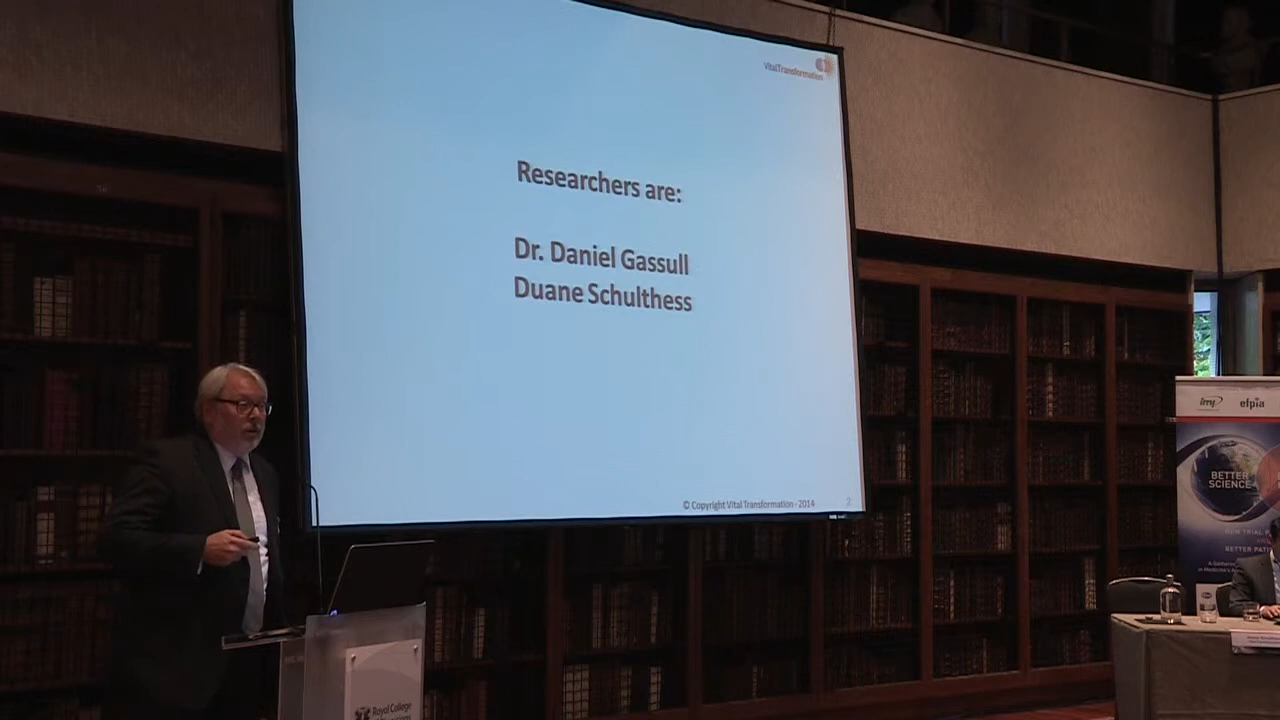 VitalTransformation
Researchers are:
Dr. Daniel Gassull
Duane Schulthess
© Copyright Vital Transformation - 2014
2
imi
efpia
BETTER
SCIENCE
BETTER
Royal College